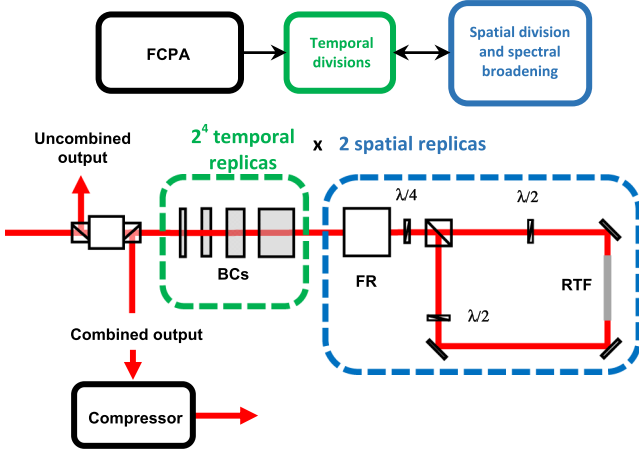 FCPA
Temporal
divisions
Spatial division
and spectral
broadening
Uncombined
output
2⁴ temporal
replicas
x
2 spatial replicas
λ/4
λ/2
BCs
FR
RTF
λ/2
Combined output
Compressor